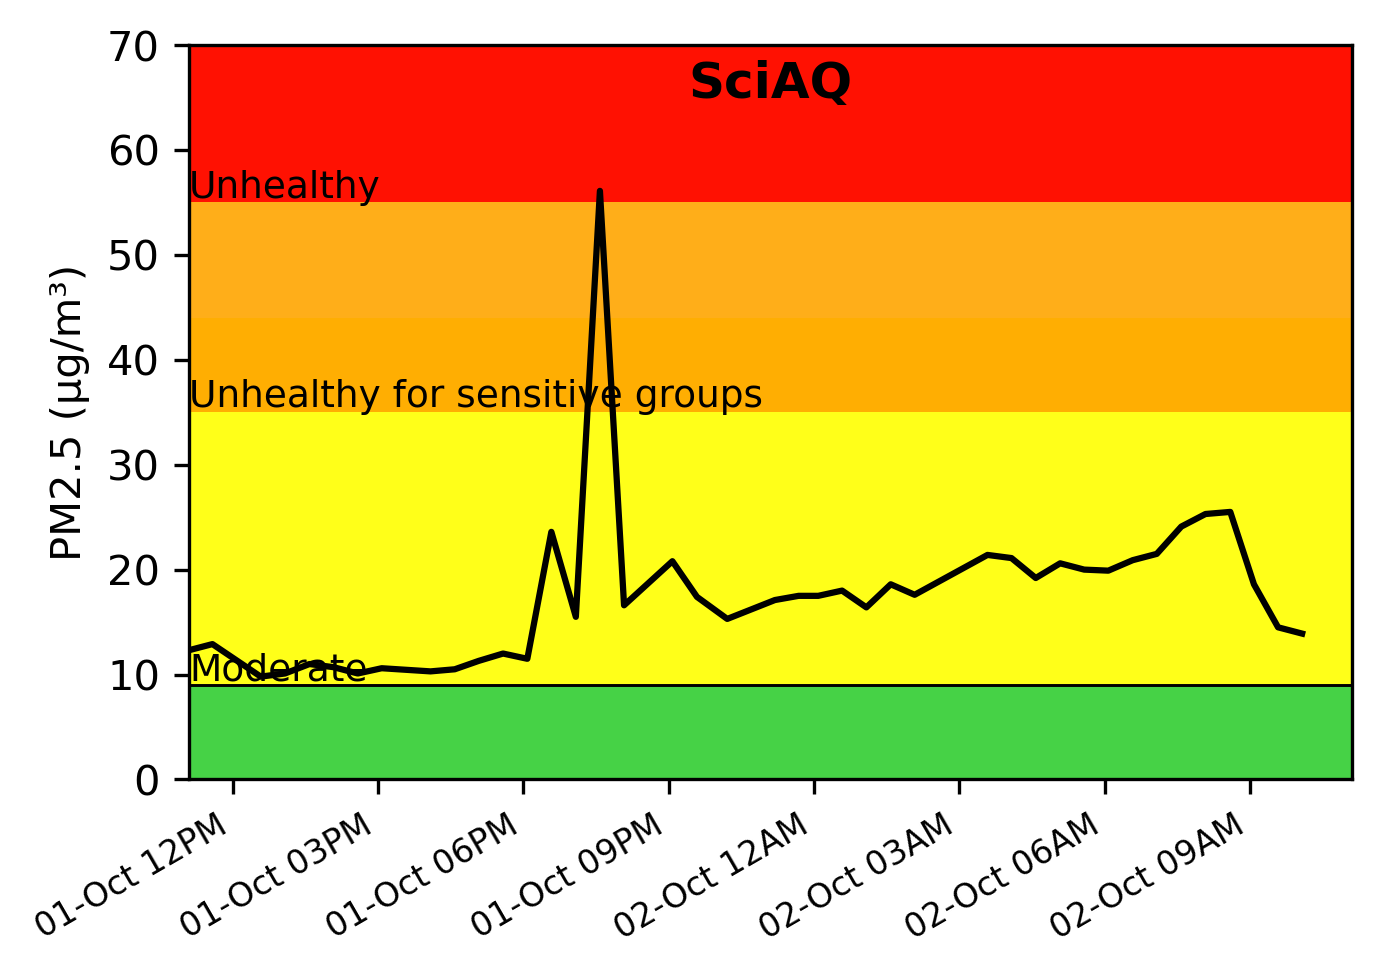 SciAQ
PM2.5 (µg/m³)
70
60
Unhealthy
50
40
Unhealthy for sensitive groups
30
20
10
Moderate
0
01-Oct 12PM
01-Oct 03PM
01-Oct 06PM
01-Oct 09PM
02-Oct 12AM
02-Oct 03AM
02-Oct 06AM
02-Oct 09AM